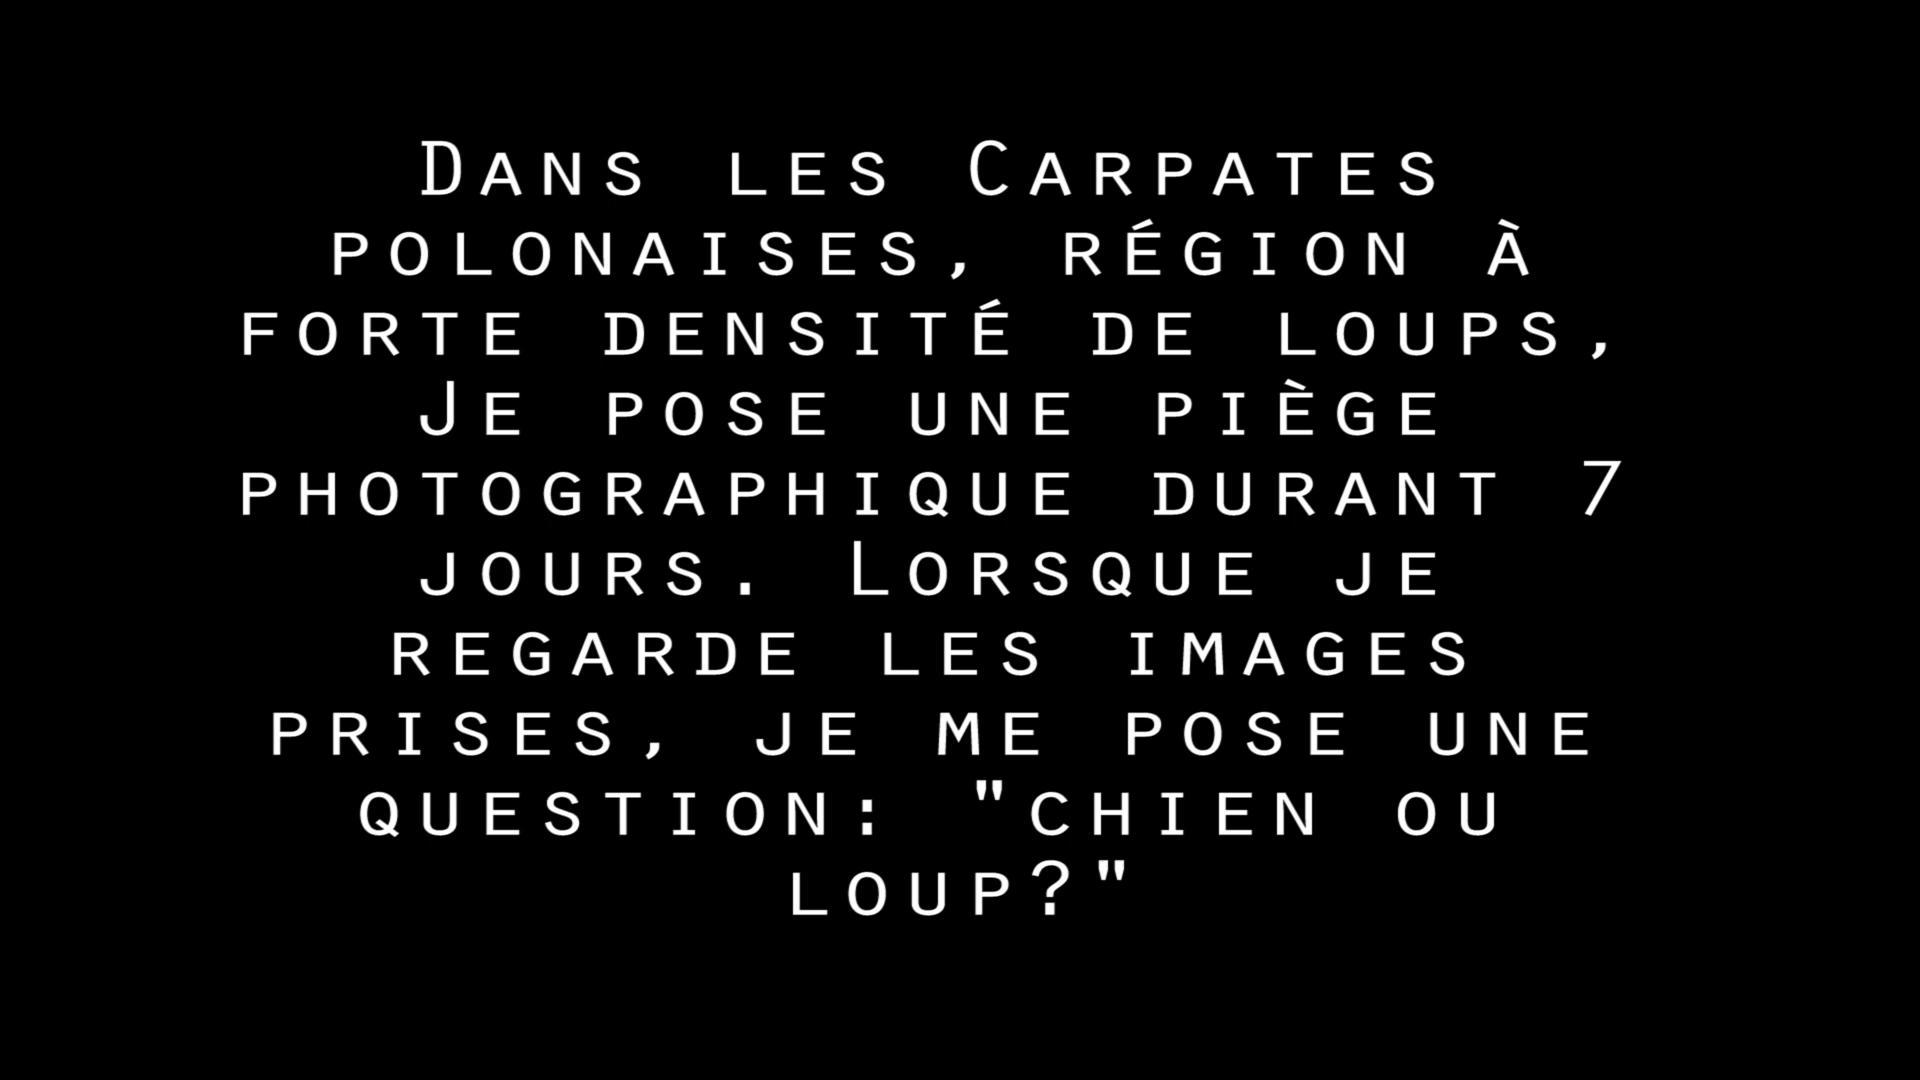 Dans les Carpates
polonaises, région à
forte densité de loups,
Je pose une piège
photographique durant 7
jours. Lorsque je
regarde les images
prises, je me pose une
question: "chien ou
loup?"